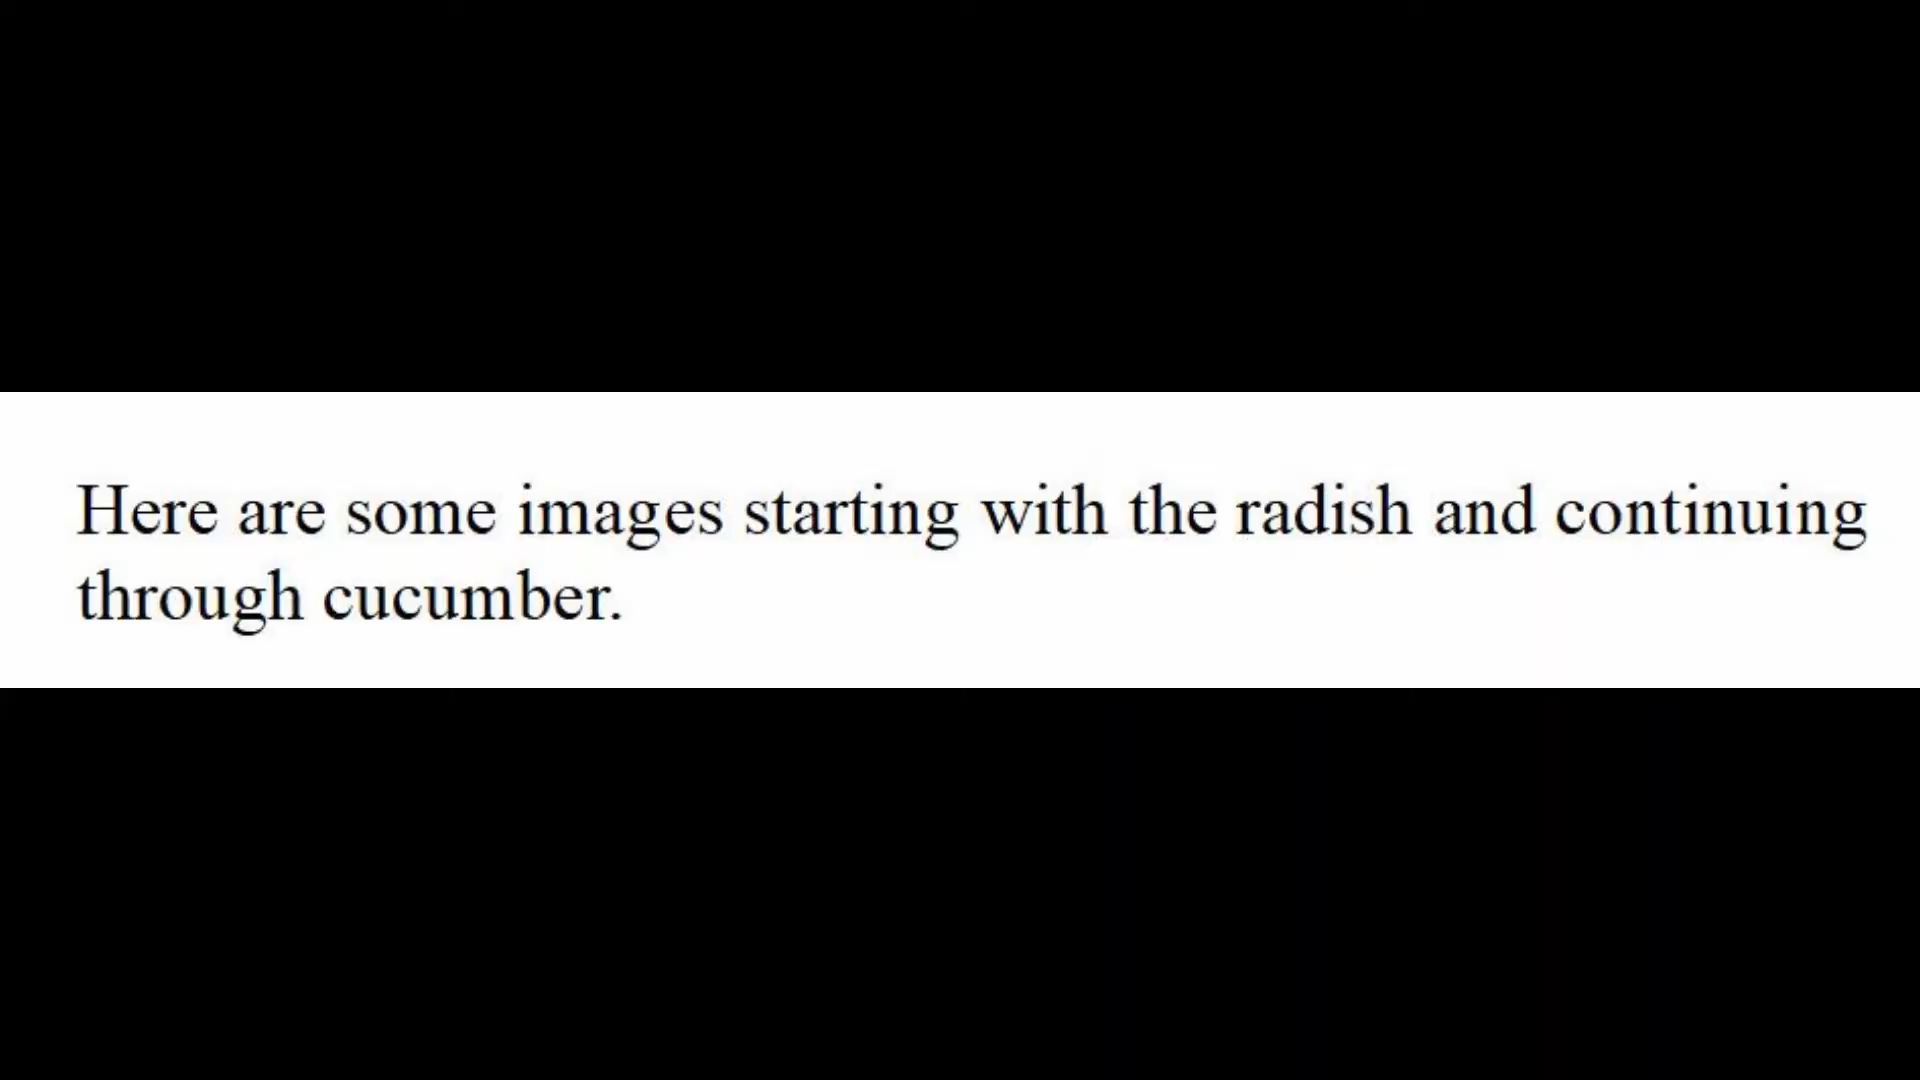 Here are some images starting with the radish and continuing
through cucumber.